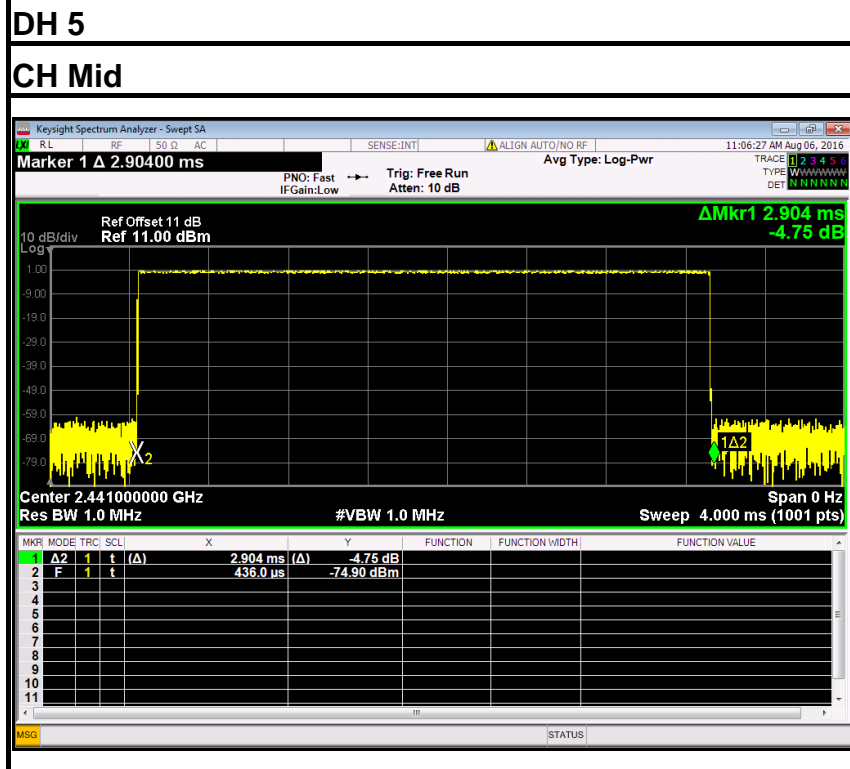 DH 5
CH Mid
Keysight Spectrum Analyzer - Swept SA
LXI RL RF 50 Ω AC SENSE:INT ALIGN AUTO/NO RF 11:06:27 AM Aug 06, 2016
Marker 1 Δ 2.90400 ms Avg Type: Log-Pwr TRACE 1 2 3 4 5 6
PNO: Fast Trig: Free Run TYPE WWWWWW
IFGain:Low Atten: 10 dB DET N N N N N N
ΔMkr1 2.904 ms
-4.75 dB
Ref Offset 11 dB
10 dB/div Ref 11.00 dBm
Log
1.00
-9.00
-19.0
-29.0
-39.0
-49.0
-59.0
-69.0
-79.0
X2
1Δ2
Center 2.441000000 GHz Span 0 Hz
Res BW 1.0 MHz #VBW 1.0 MHz Sweep 4.000 ms (1001 pts)
MKR MODE TRC SCL X Y FUNCTION FUNCTION WIDTH FUNCTION VALUE
1 Δ2 1 t (Δ) 2.904 ms (Δ) -4.75 dB
2 F 1 t 436.0 µs -74.90 dBm
3
4
5
6
7
8
9
10
11
MSG STATUS